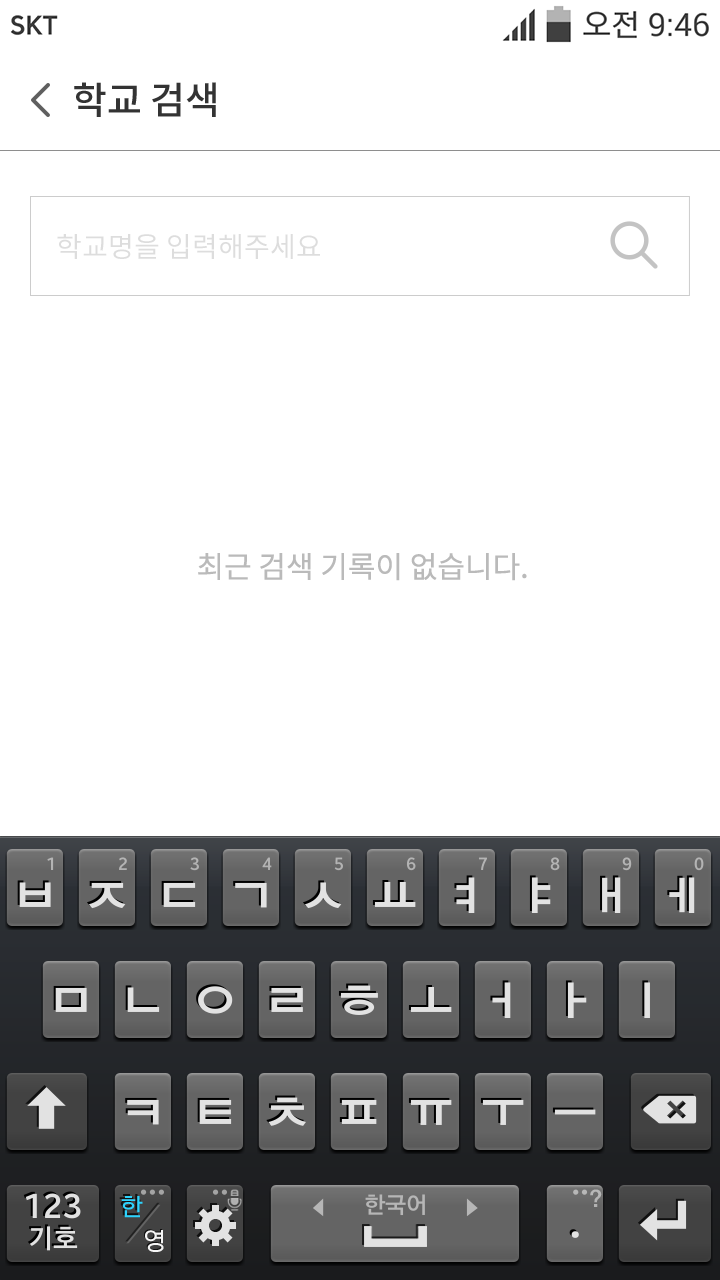 SKT 오전 9:46
학교 검색
학교명을 입력해주세요
최근 검색 기록이 없습니다.
1 2 3 4 5 6 7 8 9 0
ㅂ ㅈ ㄷ ㄱ ㅅ ㅛ ㅕ ㅑ ㅐ ㅔ
ㅁ ㄴ ㅇ ㄹ ㅎ ㅗ ㅓ ㅏ ㅣ
ㅋ ㅌ ㅊ ㅍ ㅠ ㅜ ㅡ
123 한 한국어 ?
기호 영 .